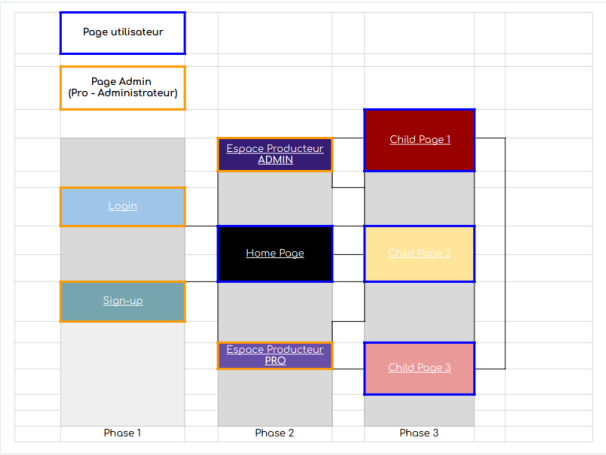 Page utilisateur
Page Admin
(Pro - Administrateur)
Child Page 1
Espace Producteur
ADMIN
Login
Home Page
Child Page 2
Sign-up
Espace Producteur
PRO
Child Page 3
Phase 1
Phase 2
Phase 3